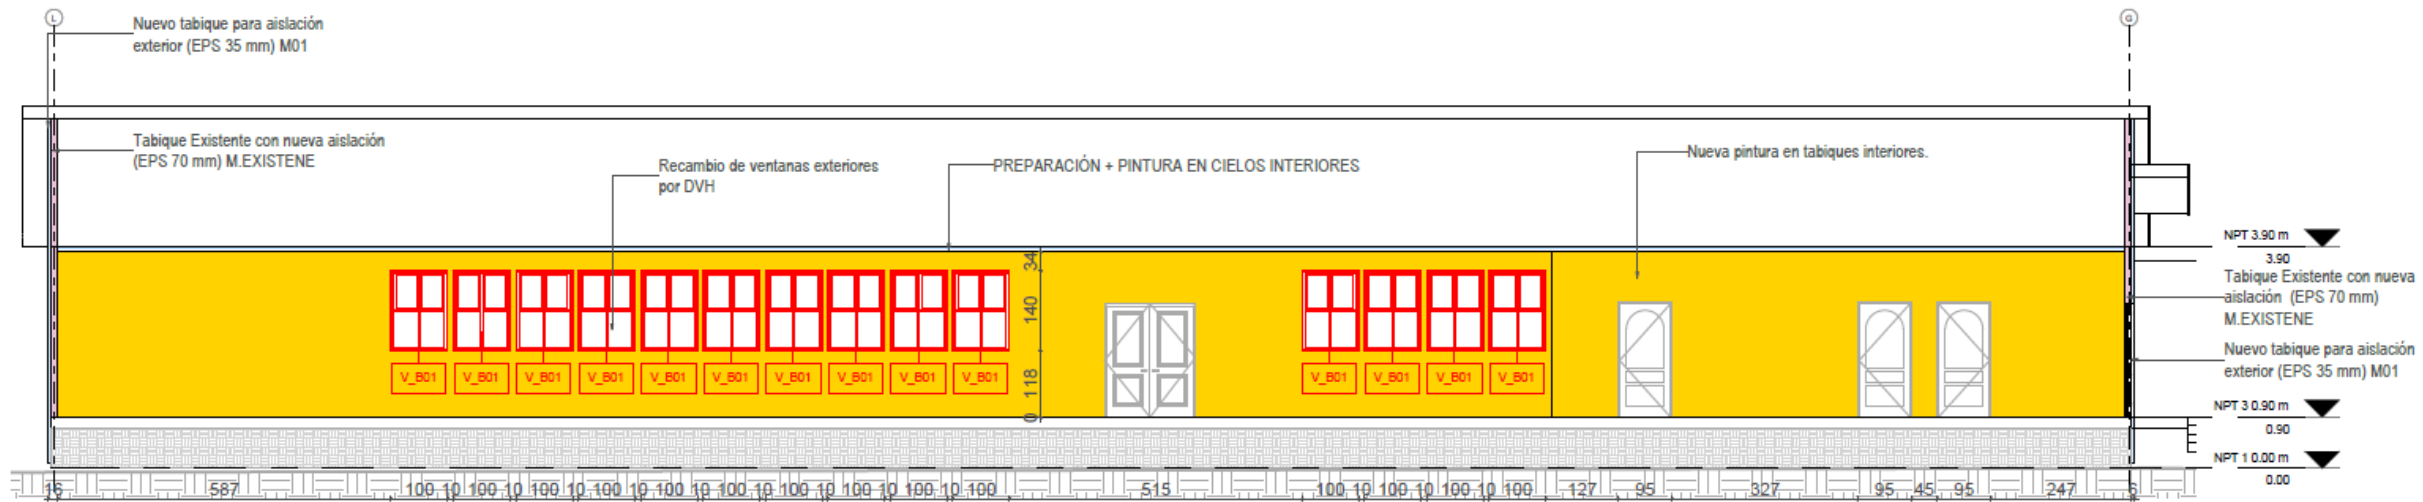 L
G
Nuevo tabique para aislación
exterior (EPS 35 mm) M01
Tabique Existente con nueva aislación
(EPS 70 mm) M.EXISTENE
Recambio de ventanas exteriores
por DVH
PREPARACIÓN + PINTURA EN CIELOS INTERIORES
Nueva pintura en tabiques interiores.
NPT 3.90 m
3.90
Tabique Existente con nueva
aislación (EPS 70 mm)
M.EXISTENE
Nuevo tabique para aislación
exterior (EPS 35 mm) M01
NPT 3 0.90 m
0.90
NPT 1 0.00 m
0.00
34
140
118
0
V_B01 V_B01 V_B01 V_B01 V_B01 V_B01 V_B01 V_B01 V_B01 V_B01 V_B01 V_B01 V_B01 V_B01
16 587 100 10 100 10 100 10 100 10 100 10 100 10 100 10 100 10 100 10 100 515 100 10 100 10 100 10 100 127 95 327 95 45 95 247 6